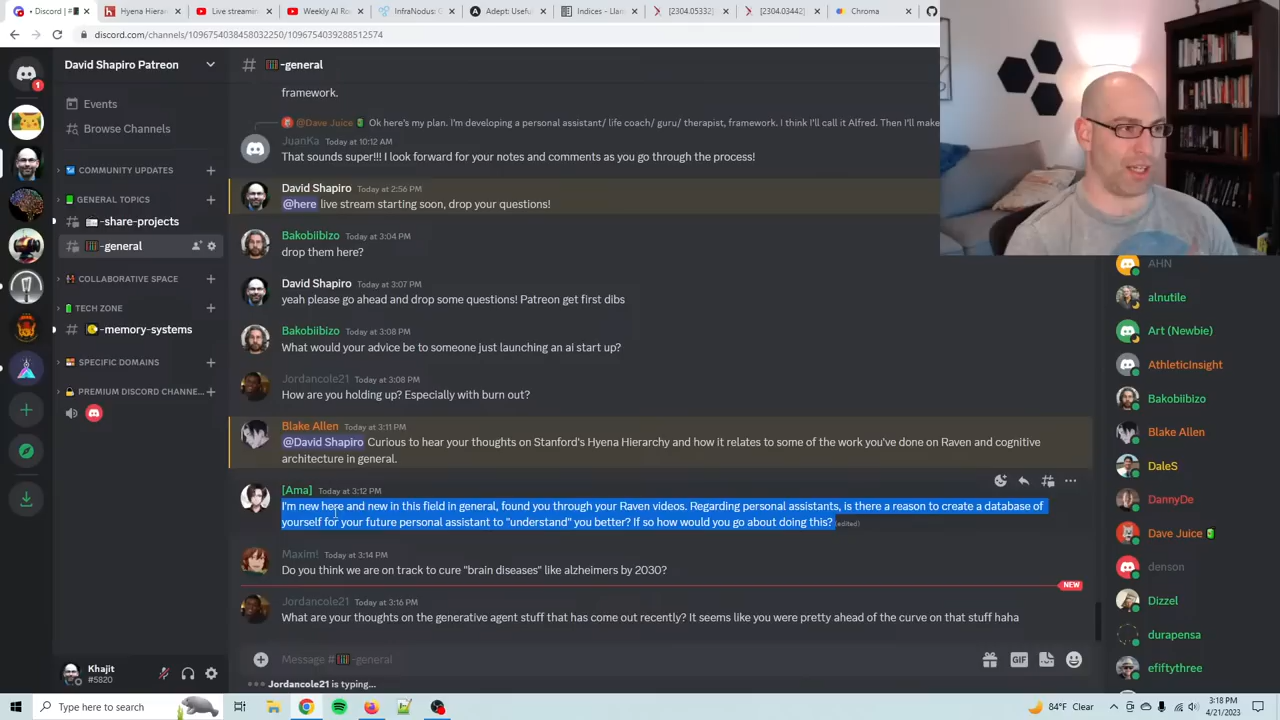 • Discord | #
Hyena Hierar
Live streamin
Weekly AI Ro
InfraNodus: G
Adept: Usefu
Indices - Llan
[2304.05332]
[2304.03442]
Chroma
discord.com/channels/1096754038458032250/1096754039288512574
David Shapiro Patreon
-general
Events
Browse Channels
COMMUNITY UPDATES
GENERAL TOPICS
-share-projects
-general
COLLABORATIVE SPACE
TECH ZONE
-memory-systems
SPECIFIC DOMAINS
PREMIUM DISCORD CHANNE...
1
framework.
@Dave Juice Ok here's my plan. I'm developing a personal assistant/ life coach/ guru/ therapist, framework. I think I'll call it Alfred. Then I'll make
JuanKa Today at 10:12 AM
That sounds super!!! I look forward for your notes and comments as you go through the process!
David Shapiro Today at 2:56 PM
@here live stream starting soon, drop your questions!
Bakobiibizo Today at 3:04 PM
drop them here?
David Shapiro Today at 3:07 PM
yeah please go ahead and drop some questions! Patreon get first dibs
Bakobiibizo Today at 3:08 PM
What would your advice be to someone just launching an ai start up?
Jordancole21 Today at 3:08 PM
How are you holding up? Especially with burn out?
Blake Allen Today at 3:11 PM
@David Shapiro Curious to hear your thoughts on Stanford's Hyena Hierarchy and how it relates to some of the work you've done on Raven and cognitive
architecture in general.
[Ama] Today at 3:12 PM
I'm new here and new in this field in general, found you through your Raven videos. Regarding personal assistants, is there a reason to create a database of
yourself for your future personal assistant to "understand" you better? If so how would you go about doing this? (edited)
Maxim! Today at 3:14 PM
Do you think we are on track to cure "brain diseases" like alzheimers by 2030?
NEW
Jordancole21 Today at 3:16 PM
What are your thoughts on the generative agent stuff that has come out recently? It seems like you were pretty ahead of the curve on that stuff haha
Message #-general
GIF
Jordancole21 is typing...
AHN
alnutile
Art (Newbie)
AthleticInsight
Bakobiibizo
Blake Allen
DaleS
DannyDe
Dave Juice
denson
Dizzel
durapensa
efiftythree
Khajit
#5820
Type here to search
84°F Clear
3:18 PM
4/21/2023